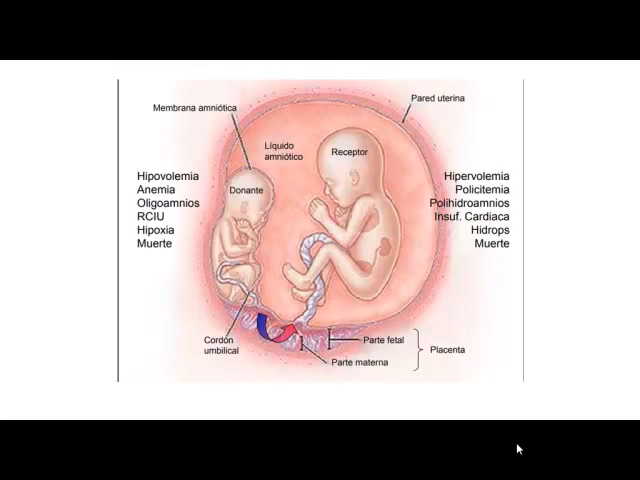 Membrana amniótica
Pared uterina
Líquido
amniótico
Receptor
Donante
Hipovolemia
Anemia
Oligoamnios
RCIU
Hipoxia
Muerte
Hipervolemia
Policitemia
Polihidroamnios
Insuf. Cardiaca
Hidrops
Muerte
Cordón
umbilical
Parte fetal
Parte materna
Placenta